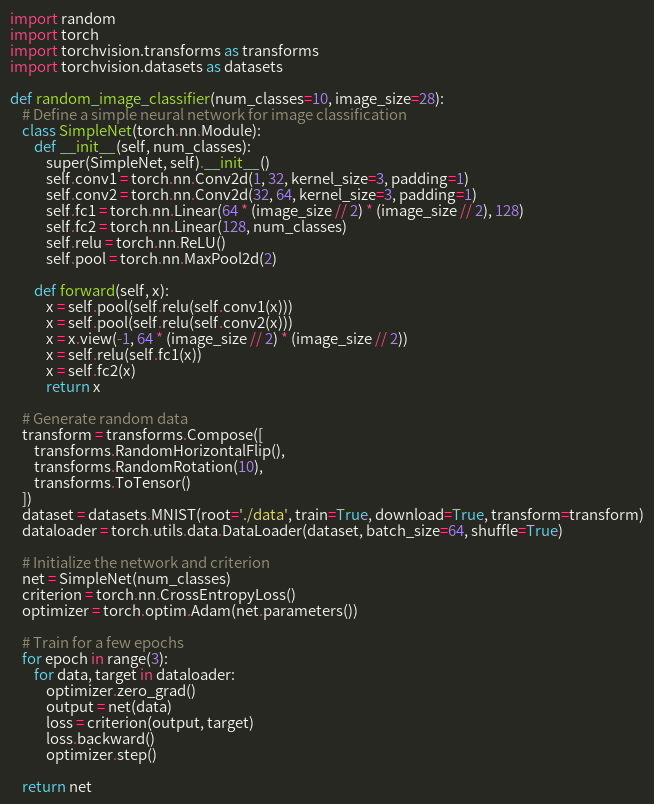 import random
import torch
import torchvision.transforms as transforms
import torchvision.datasets as datasets

def random_image_classifier(num_classes=10, image_size=28):
    # Define a simple neural network for image classification
    class SimpleNet(torch.nn.Module):
        def __init__(self, num_classes):
            super(SimpleNet, self).__init__()
            self.conv1 = torch.nn.Conv2d(1, 32, kernel_size=3, padding=1)
            self.conv2 = torch.nn.Conv2d(32, 64, kernel_size=3, padding=1)
            self.fc1 = torch.nn.Linear(64 * (image_size // 2) * (image_size // 2), 128)
            self.fc2 = torch.nn.Linear(128, num_classes)
            self.relu = torch.nn.ReLU()
            self.pool = torch.nn.MaxPool2d(2)

        def forward(self, x):
            x = self.pool(self.relu(self.conv1(x)))
            x = self.pool(self.relu(self.conv2(x)))
            x = x.view(-1, 64 * (image_size // 2) * (image_size // 2))
            x = self.relu(self.fc1(x))
            x = self.fc2(x)
            return x

    # Generate random data
    transform = transforms.Compose([
        transforms.RandomHorizontalFlip(),
        transforms.RandomRotation(10),
        transforms.ToTensor()
    ])
    dataset = datasets.MNIST(root='./data', train=True, download=True, transform=transform)
    dataloader = torch.utils.data.DataLoader(dataset, batch_size=64, shuffle=True)

    # Initialize the network and criterion
    net = SimpleNet(num_classes)
    criterion = torch.nn.CrossEntropyLoss()
    optimizer = torch.optim.Adam(net.parameters())

    # Train for a few epochs
    for epoch in range(3):
        for data, target in dataloader:
            optimizer.zero_grad()
            output = net(data)
            loss = criterion(output, target)
            loss.backward()
            optimizer.step()

    return net